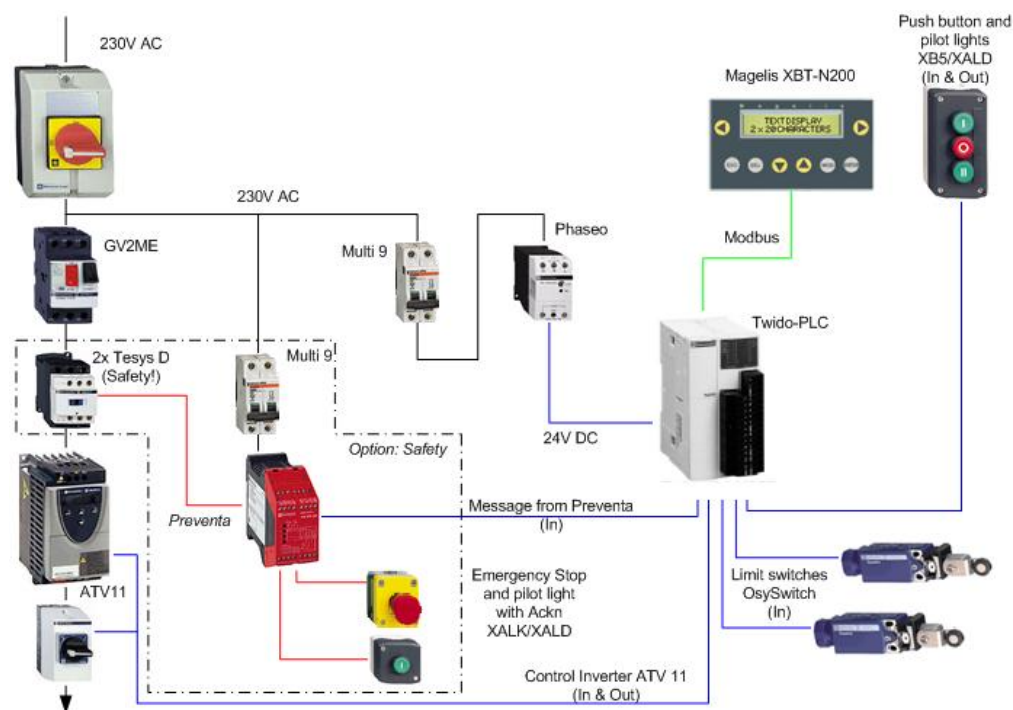 230V AC
Push button and
pilot lights
XB5/XALD
(In & Out)
Magelis XBT-N200
TEXT DISPLAY
2 x 20 CHARACTERS
230V AC
GV2ME
Multi 9
Phaseo
Modbus
Twido-PLC
2x Tesys D
(Safety!)
Multi 9
24V DC
Option: Safety
Preventa
Message from Preventa
(In)
ATV11
Emergency Stop
and pilot light
with Ackn
XALK/XALD
Limit switches
OsySwitch
(In)
Control Inverter ATV 11
(In & Out)